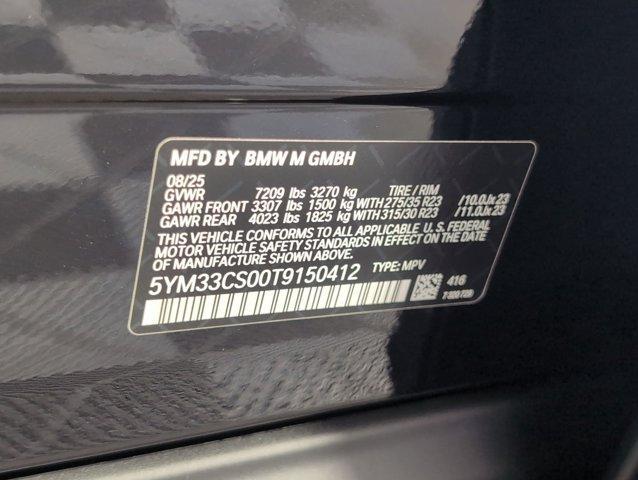 MFD BY BMW M GMBH
08/25
GVWR 7209 lbs 3270 kg TIRE / RIM
GAWR FRONT 3307 lbs 1500 kg WITH 275/35 R23 /10.0Jx23
GAWR REAR 4023 lbs 1825 kg WITH 315/30 R23 /11.0Jx23
THIS VEHICLE CONFORMS TO ALL APPLICABLE U. S. FEDERAL
MOTOR VEHICLE SAFETY STANDARDS IN EFFECT ON THE DATE
OF MANUFACTURE SHOWN ABOVE.
5YM33CS00T9150412 TYPE: MPV
416